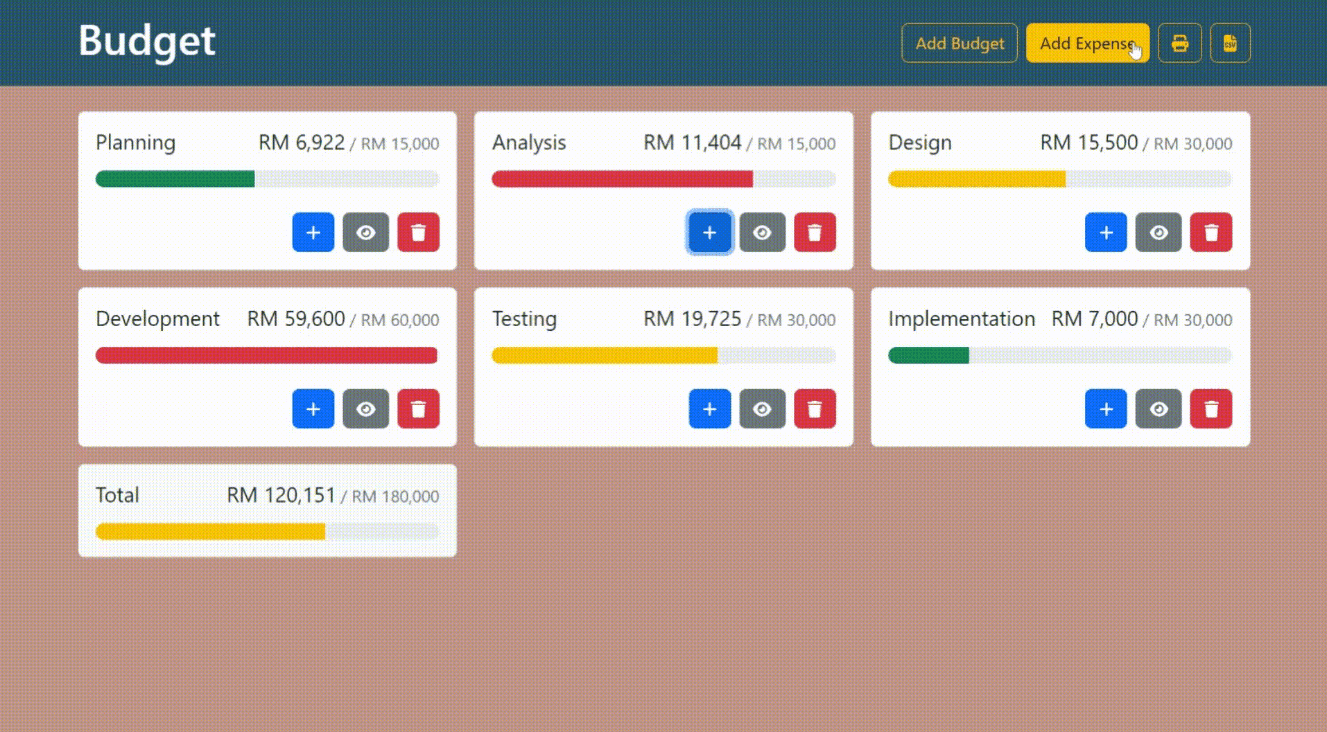 Budget
Add Budget
Add Expense
CSV
Planning RM 6,922 / RM 15,000
Analysis RM 11,404 / RM 15,000
Design RM 15,500 / RM 30,000
Development RM 59,600 / RM 60,000
Testing RM 19,725 / RM 30,000
Implementation RM 7,000 / RM 30,000
Total RM 120,151 / RM 180,000